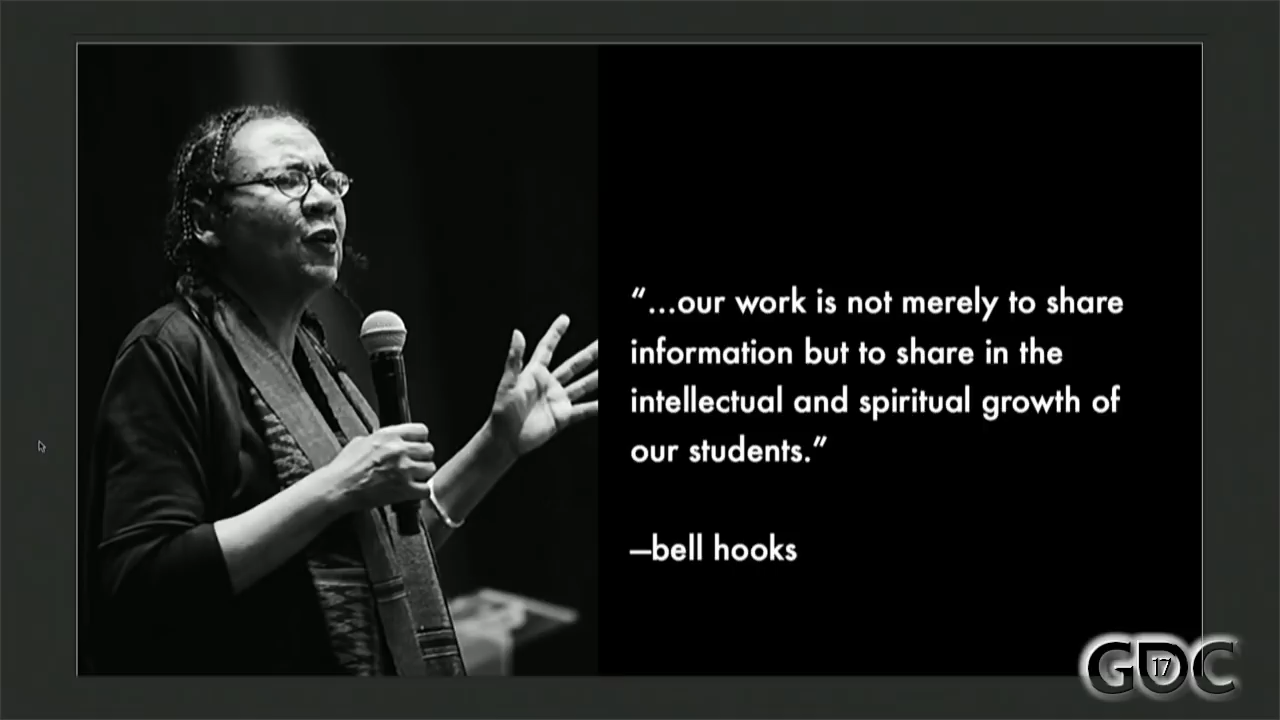 “...our work is not merely to share
information but to share in the
intellectual and spiritual growth of
our students.”
—bell hooks
GDC
17